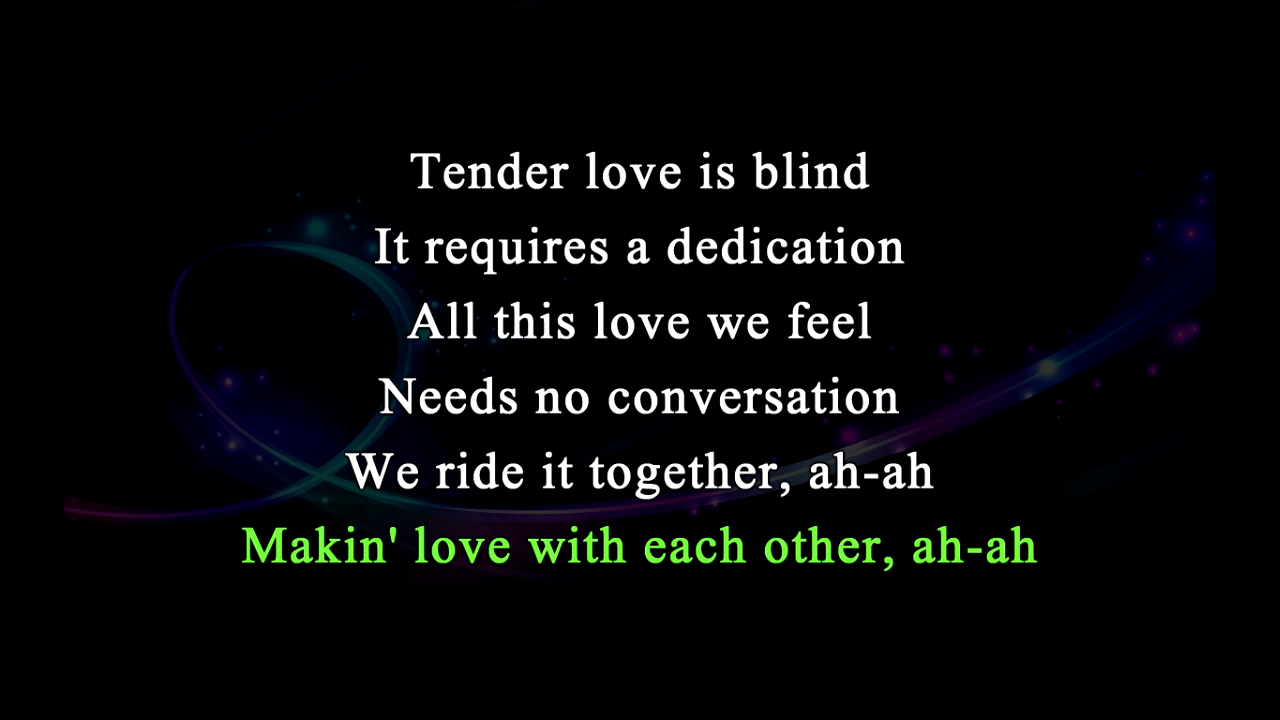 Tender love is blind
It requires a dedication
All this love we feel
Needs no conversation
We ride it together, ah-ah
Makin' love with each other, ah-ah